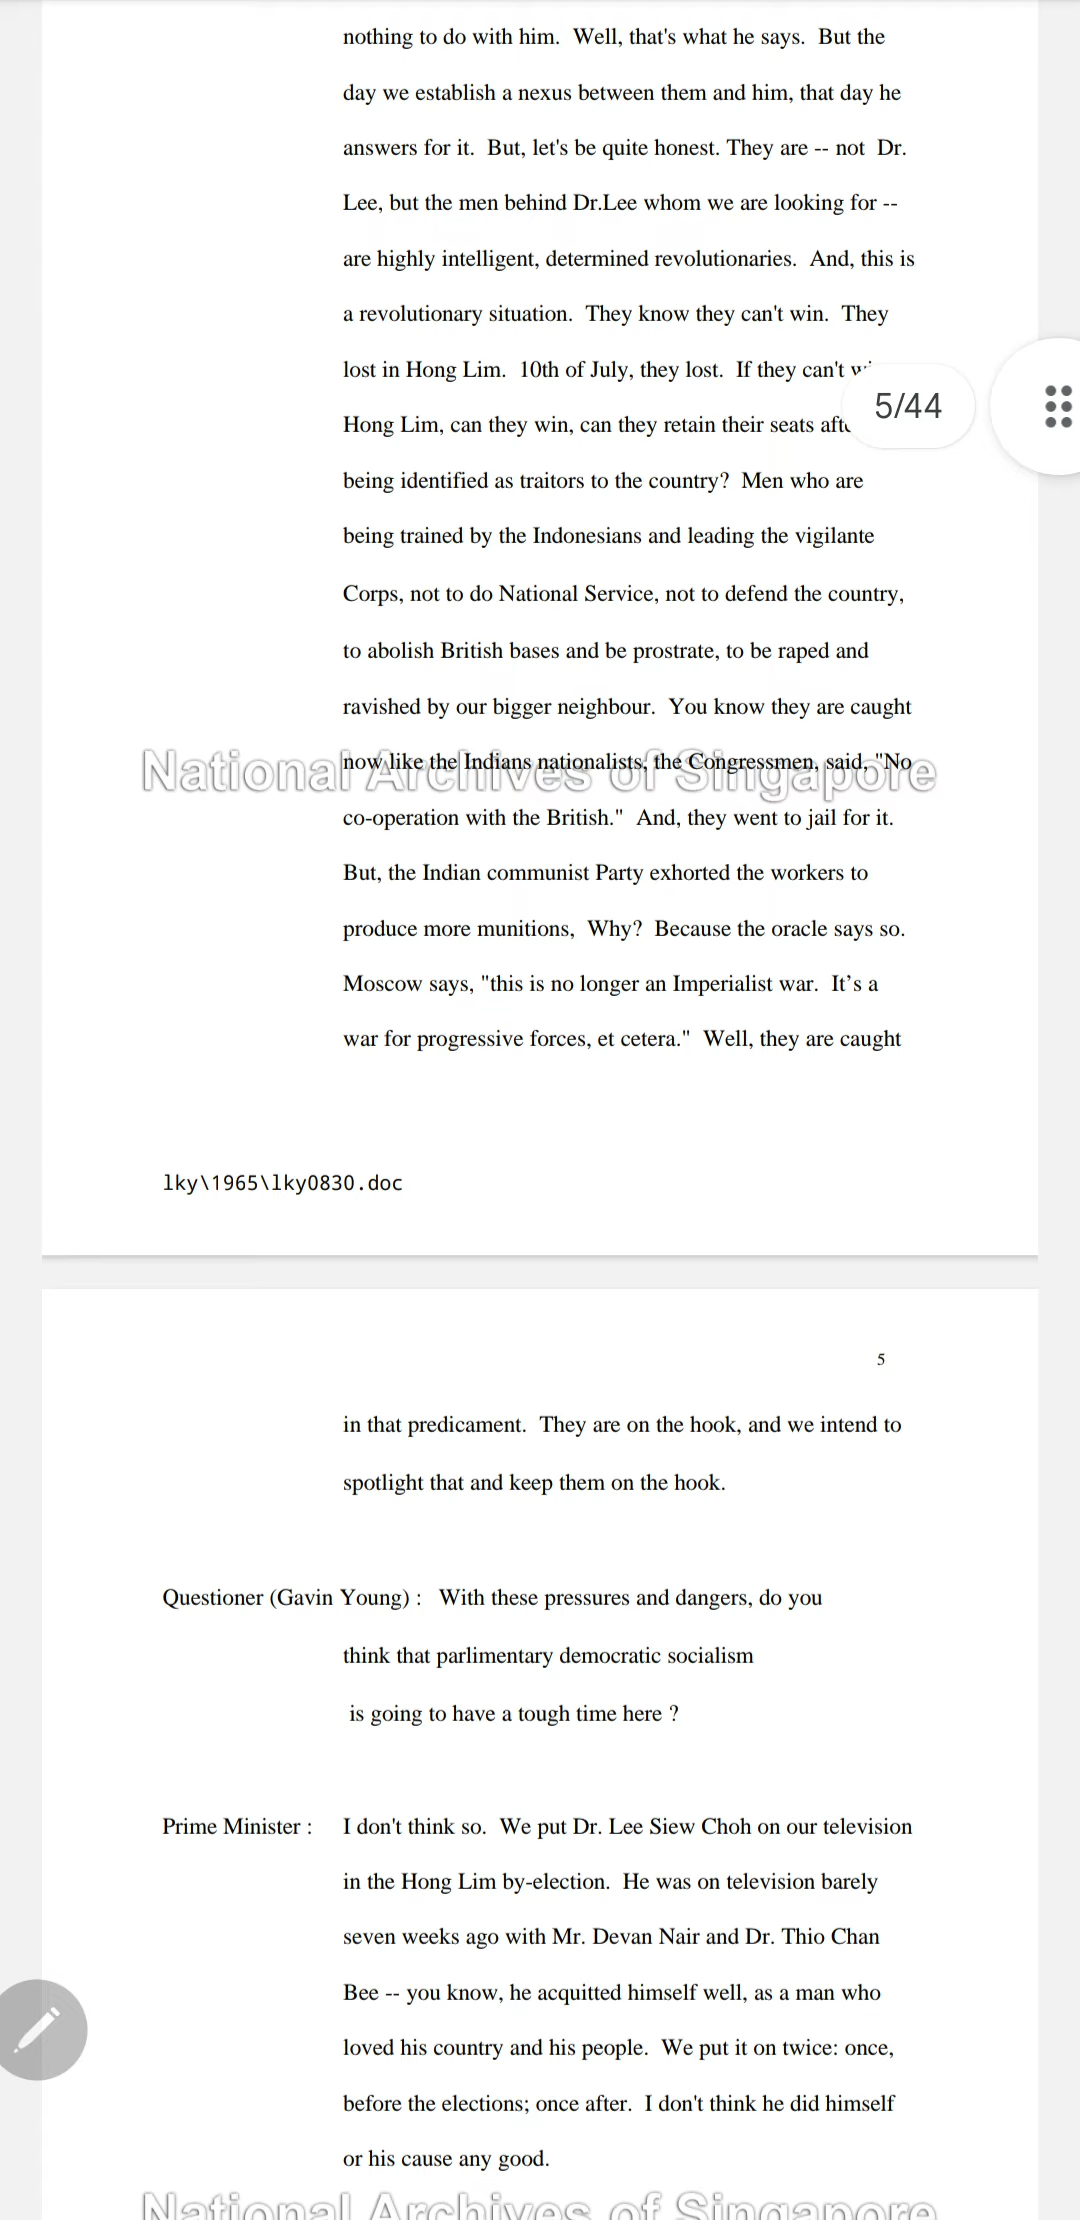 nothing to do with him.  Well, that's what he says.  But the
day we establish a nexus between them and him, that day he
answers for it.  But, let's be quite honest. They are -- not  Dr.
Lee, but the men behind Dr.Lee whom we are looking for --
are highly intelligent, determined revolutionaries.  And, this is
a revolutionary situation.  They know they can't win.  They
lost in Hong Lim.  10th of July, they lost.  If they can't
5/44
Hong Lim, can they win, can they retain their seats
being identified as traitors to the country?  Men who are
being trained by the Indonesians and leading the vigilante
Corps, not to do National Service, not to defend the country,
to abolish British bases and be prostrate, to be raped and
ravished by our bigger neighbour.  You know they are caught
National Archives of Singapore
now like the Indians nationalists, the Congressmen, said, "No
co-operation with the British."  And, they went to jail for it.
But, the Indian communist Party exhorted the workers to
produce more munitions,  Why?  Because the oracle says so.
Moscow says, "this is no longer an Imperialist war.  It’s a
war for progressive forces, et cetera."  Well, they are caught
lky\1965\lky0830.doc
5
in that predicament.  They are on the hook, and we intend to
spotlight that and keep them on the hook.
Questioner (Gavin Young) :   With these pressures and dangers, do you
think that parlimentary democratic socialism
is going to have a tough time here ?
Prime Minister :   I don't think so.  We put Dr. Lee Siew Choh on our television
in the Hong Lim by-election.  He was on television barely
seven weeks ago with Mr. Devan Nair and Dr. Thio Chan
Bee -- you know, he acquitted himself well, as a man who
loved his country and his people.  We put it on twice: once,
before the elections; once after.  I don't think he did himself
or his cause any good.
National Archives of Singapore